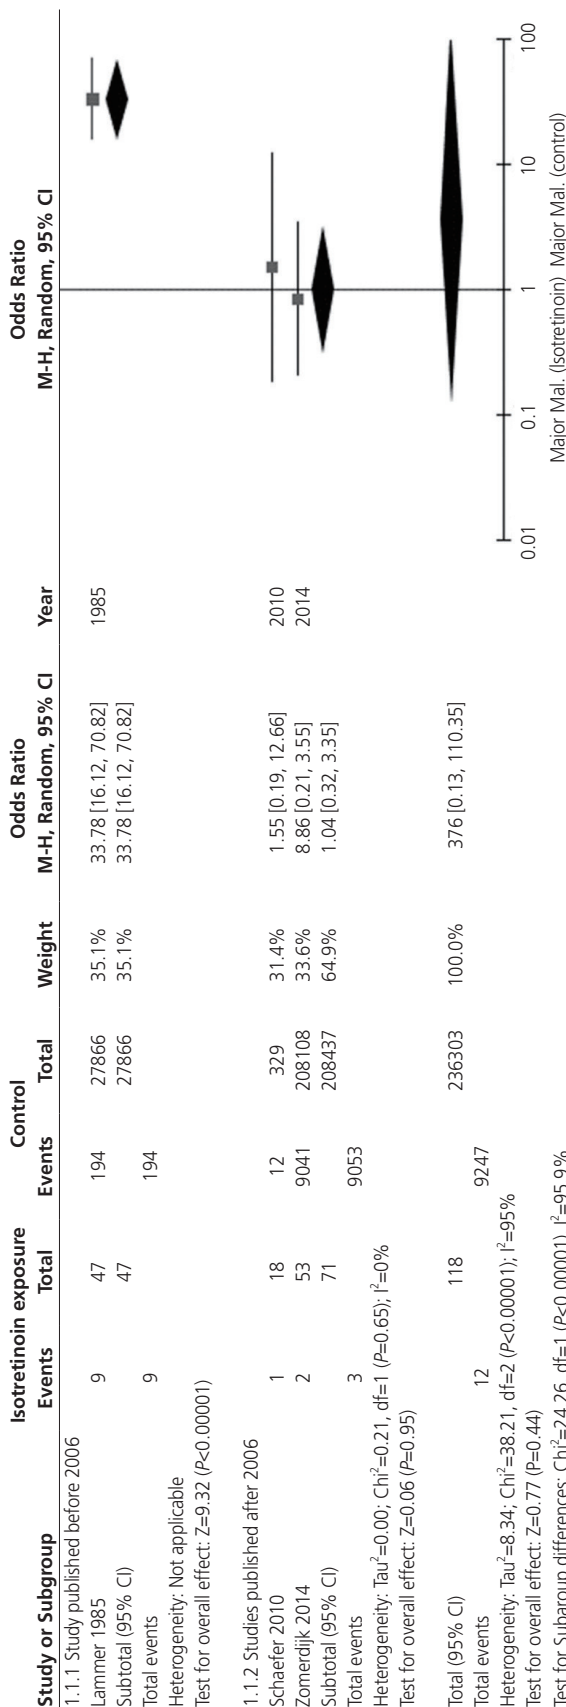 Isotretinoin exposure Control Odds Ratio Odds Ratio
Study or Subgroup Events Total Events Total Weight M-H, Random, 95% CI Year M-H, Random, 95% CI
1.1.1 Study published before 2006
Lammer 1985 9 47 194 27866 35.1% 33.78 [16.12, 70.82] 1985
Subtotal (95% CI) 47 27866 35.1% 33.78 [16.12, 70.82]
Total events 9 194
Heterogeneity: Not applicable
Test for overall effect: Z=9.32 (P<0.00001)
1.1.2 Studies published after 2006
Schaefer 2010 1 18 12 329 31.4% 1.55 [0.19, 12.66] 2010
Zomerdijk 2014 2 53 9041 208108 33.6% 8.86 [0.21, 3.55] 2014
Subtotal (95% CI) 71 208437 64.9% 1.04 [0.32, 3.35]
Total events 3 9053
Heterogeneity: Tau²=0.00; Chi²=0.21, df=1 (P=0.65); I²=0%
Test for overall effect: Z=0.06 (P=0.95)
Total (95% CI) 118 236303 100.0% 376 [0.13, 110.35]
Total events 12 9247
Heterogeneity: Tau²=8.34; Chi²=38.21, df=2 (P<0.00001); I²=95%
Test for overall effect: Z=0.77 (P=0.44)
Test for Subgroup differences: Chi²=24.26, df=1 (P<0.00001), I²=95.9%
0.01 0.1 1 10 100
Major Mal. (Isotretinoin) Major Mal. (control)